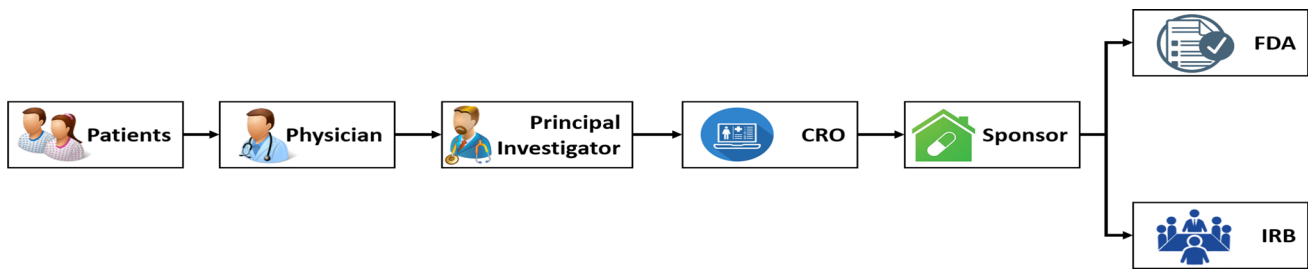 Patients
Physician
Principal
Investigator
CRO
Sponsor
FDA
IRB